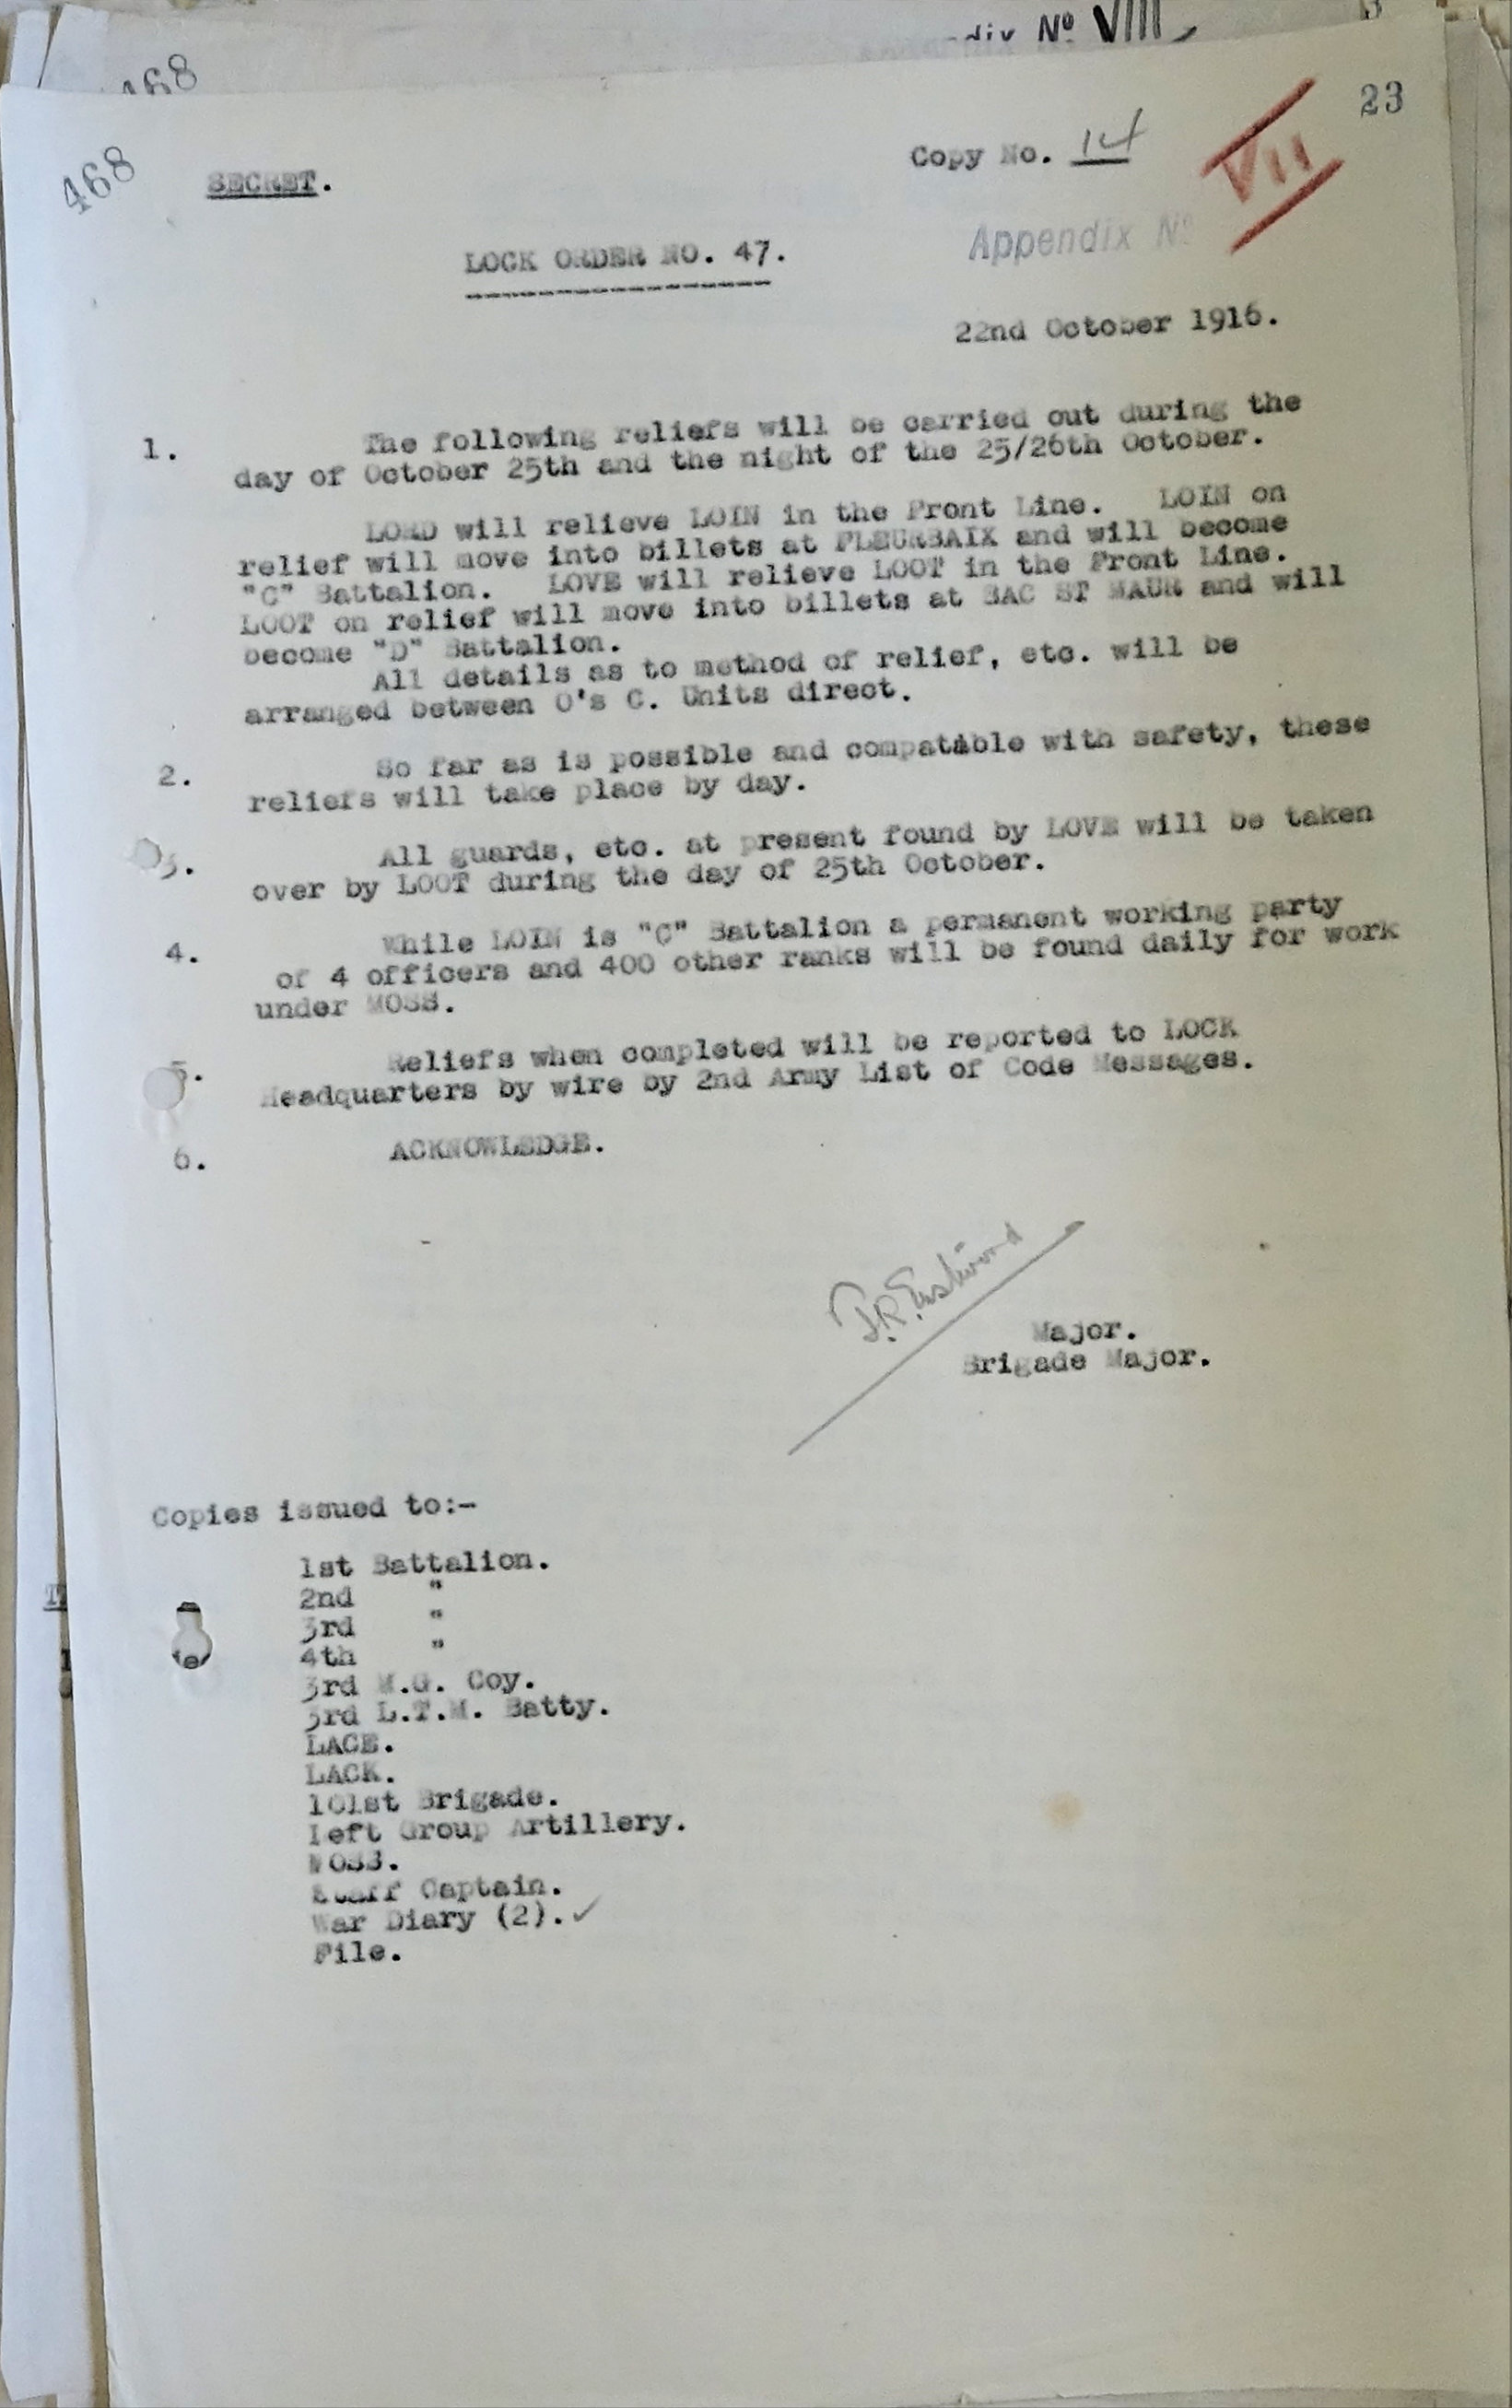 Nº VIII
468
23
468
Copy No. 14
VII
SECRET.
Appendix Nº
LOCK ORDER NO. 47.
22nd October 1916.
1. The following reliefs will be carried out during the
day of October 25th and the night of the 25/26th October.
LORD will relieve LOIN in the Front Line. LOIN on
relief will move into billets at FLEURBAIX and will become
"C" Battalion. LOVE will relieve LOOT in the Front Line.
LOOT on relief will move into billets at BAC ST MAUR and will
become "D" Battalion.
All details as to method of relief, etc. will be
arranged between O's C. Units direct.
2. So far as is possible and compatable with safety, these
reliefs will take place by day.
3. All guards, etc. at present found by LOVE will be taken
over by LOOT during the day of 25th October.
4. While LOIN is "C" Battalion a permanent working party
of 4 officers and 400 other ranks will be found daily for work
under MOSS.
5. Reliefs when completed will be reported to LOCK
Headquarters by wire by 2nd Army List of Code Messages.
6. ACKNOWLEDGE.
T.R. Eastwood
Major.
Brigade Major.
Copies issued to:-
1st Battalion.
2nd "
3rd "
4th "
3rd M.G. Coy.
3rd L.T.M. Batty.
LACE.
LACK.
101st Brigade.
Left Group Artillery.
MOSS.
Staff Captain.
War Diary (2). ✓
File.